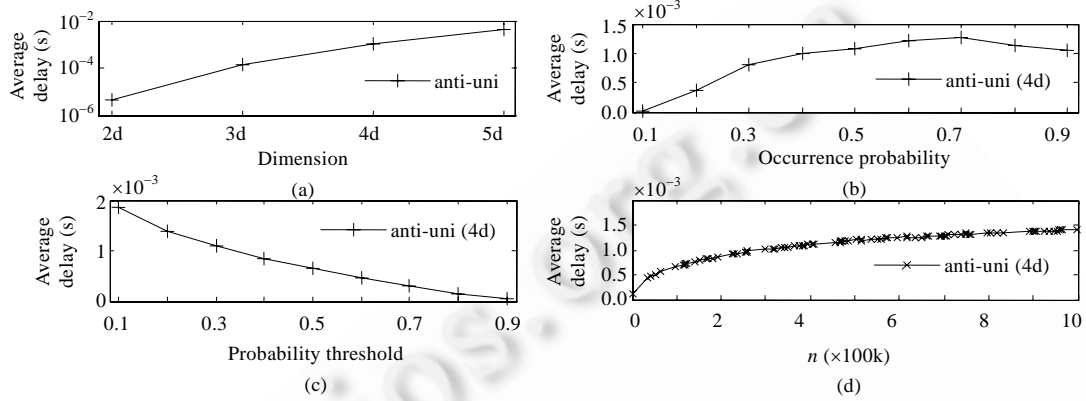 10⁻²
10⁻⁴
10⁻⁶
Average
delay (s)
anti-uni
2d 3d 4d 5d
Dimension
(a)
×10⁻³
1.5
1.0
0.5
0.0
Average
delay (s)
anti-uni (4d)
0.1 0.3 0.5 0.7 0.9
Occurrence probability
(b)
×10⁻³
2
1
0
Average
delay (s)
anti-uni (4d)
0.1 0.3 0.5 0.7 0.9
Probability threshold
(c)
×10⁻³
1.5
1.0
0.5
0.0
Average
delay (s)
anti-uni (4d)
0 2 4 6 8 10
n (×100k)
(d)